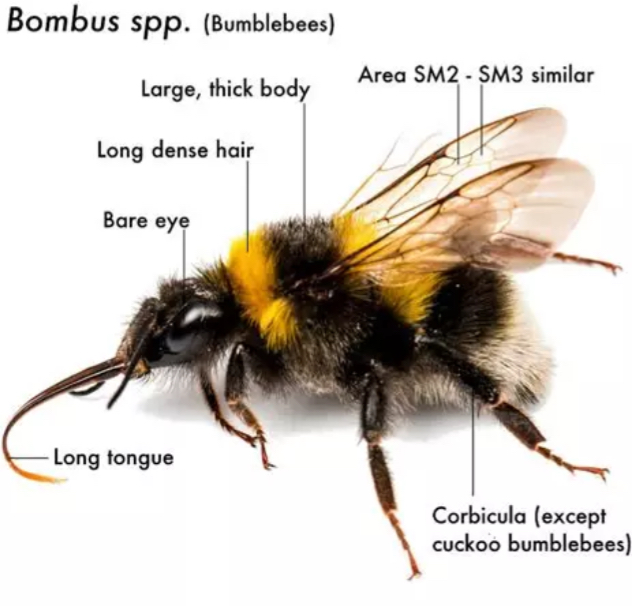 Bombus spp. (Bumblebees)
Area SM2 - SM3 similar
Large, thick body
Long dense hair
Bare eye
Long tongue
Corbicula (except
cuckoo bumblebees)